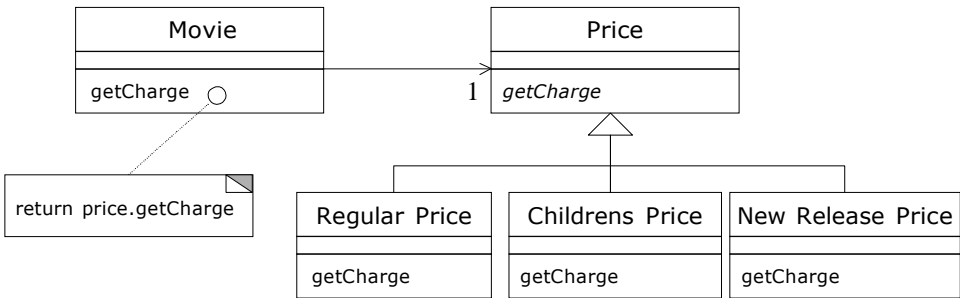 Movie
Price
getCharge
1
getCharge
return price.getCharge
Regular Price
Childrens Price
New Release Price
getCharge
getCharge
getCharge